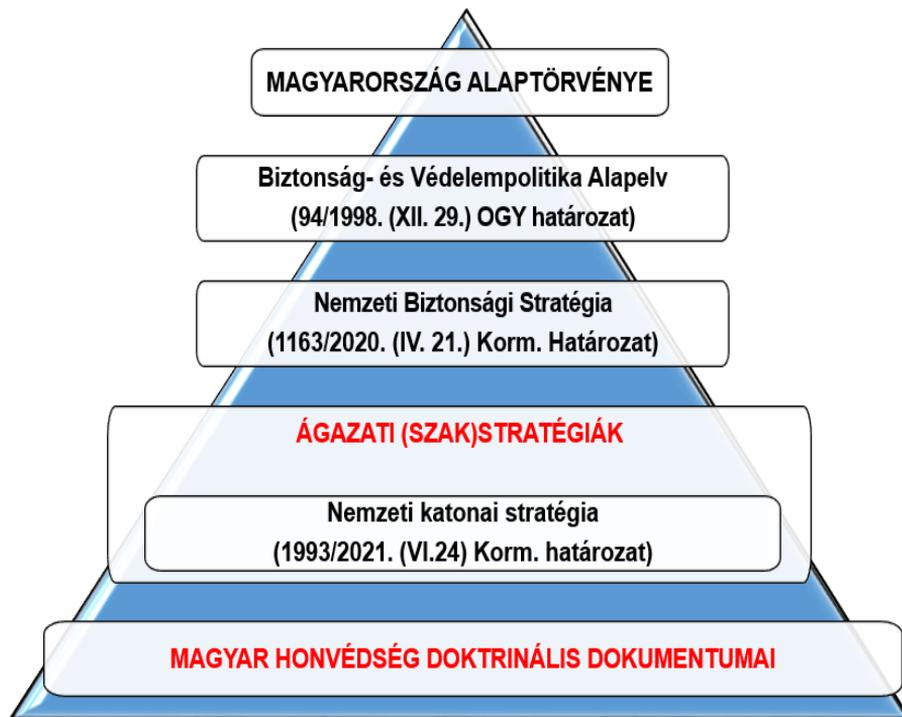 MAGYARORSZÁG ALAPTÖRVÉNYE
Biztonság- és Védelempolitika Alapelv
(94/1998. (XII. 29.) OGY határozat)
Nemzeti Biztonsági Stratégia
(1163/2020. (IV. 21.) Korm. Határozat)
ÁGAZATI (SZAK)STRATÉGIÁK
Nemzeti katonai stratégia
(1993/2021. (VI.24) Korm. határozat)
MAGYAR HONVÉDSÉG DOKTRINÁLIS DOKUMENTUMAI